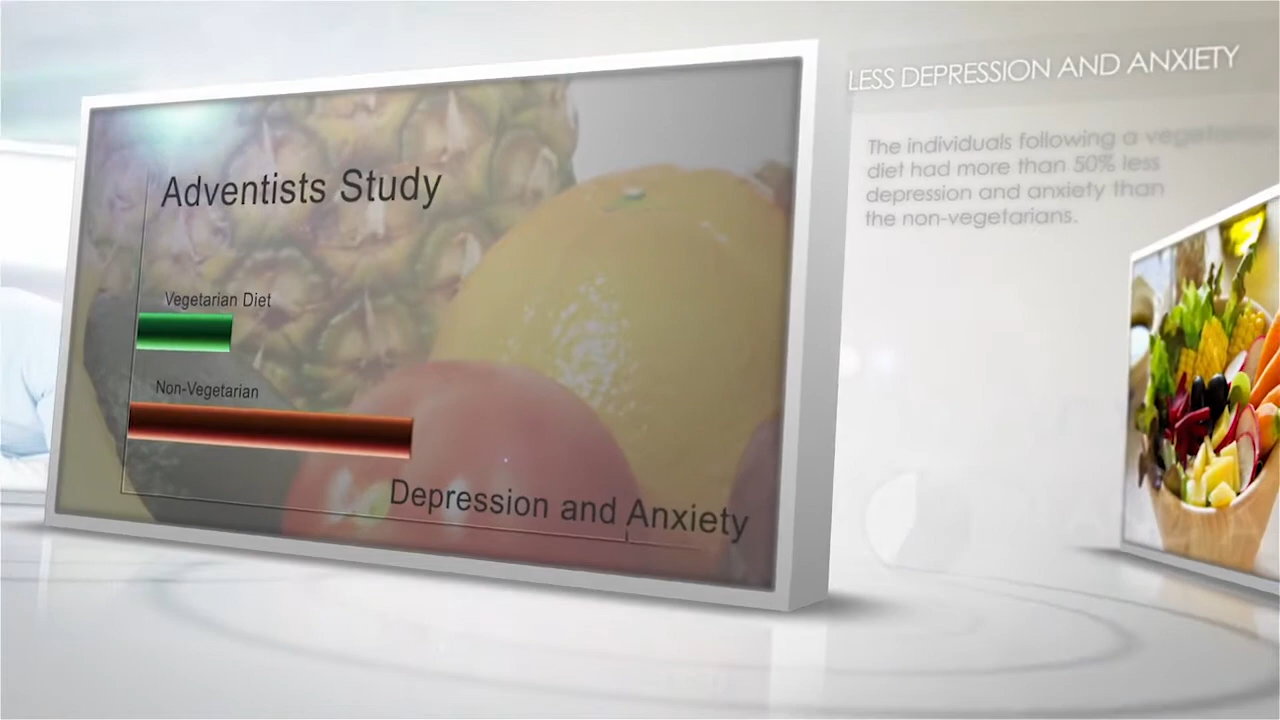 Adventists Study
Vegetarian Diet
Non-Vegetarian
Depression and Anxiety
LESS DEPRESSION AND ANXIETY
The individuals following a vegetarian
diet had more than 50% less
depression and anxiety than
the non-vegetarians.